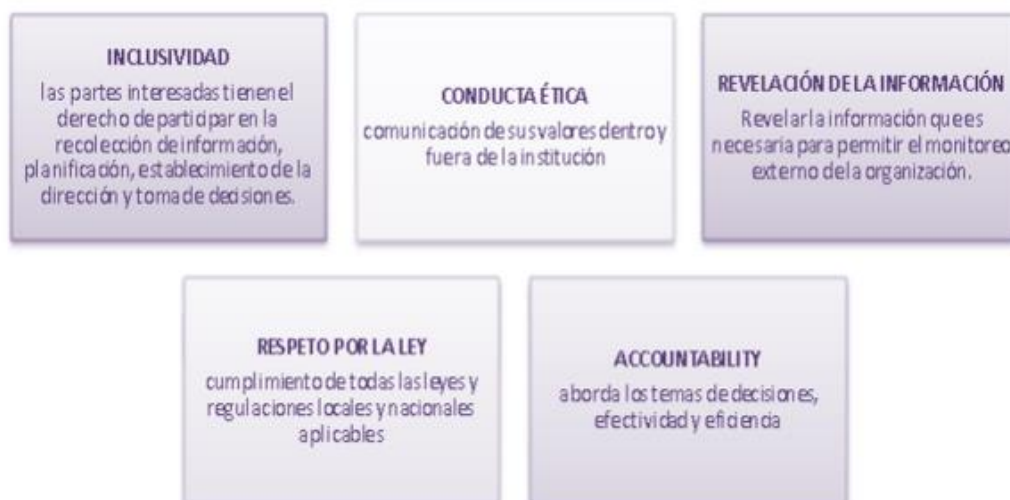 INCLUSIVIDAD
las partes interesadas tienen el
derecho de participar en la
recolección de información,
planificación, establecimiento de la
dirección y toma de decisiones.
CONDUCTA ÉTICA
comunicación de sus valores dentro y
fuera de la institución
REVELACIÓN DE LA INFORMACIÓN
Revelar la información que es
necesaria para permitir el monitoreo
externo de la organización.
RESPETO POR LA LEY
cumplimiento de todas las leyes y
regulaciones locales y nacionales
aplicables
ACCOUNTABILITY
aborda los temas de decisiones,
efectividad y eficiencia